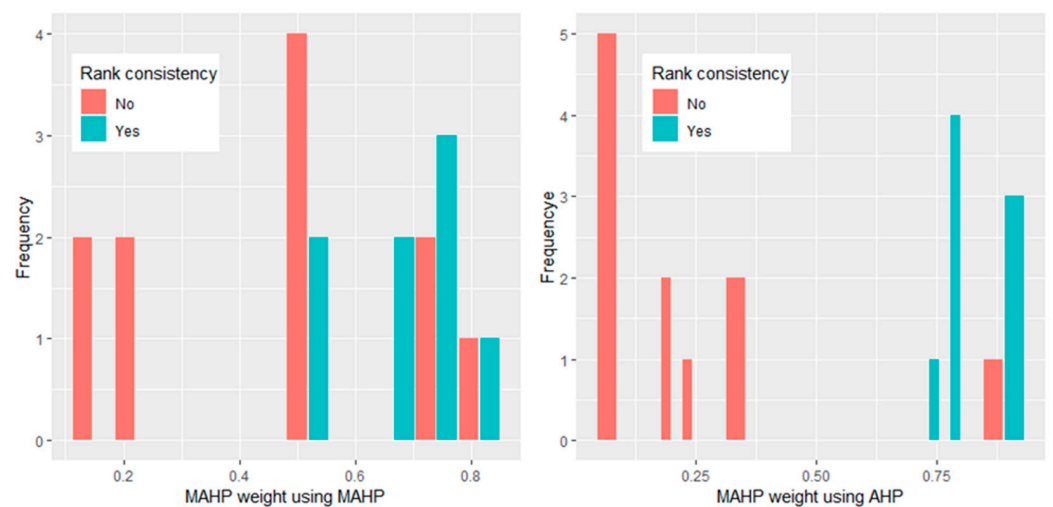 4
3
2
1
0
Frequency
Rank consistency
No
Yes
0.2 0.4 0.6 0.8
MAHP weight using MAHP
5
4
3
2
1
0
Frequencye
Rank consistency
No
Yes
0.25 0.50 0.75
MAHP weight using AHP